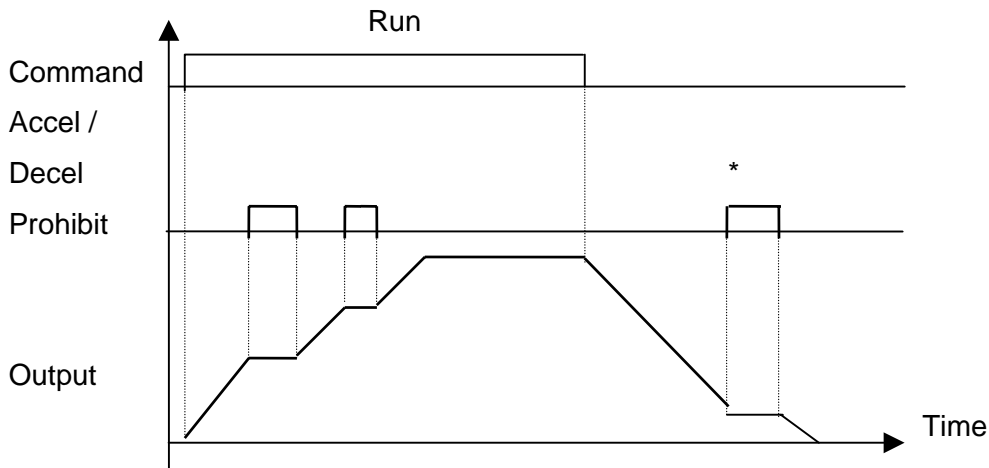 Run
Command
Accel /
Decel
*
Prohibit
Output
Time